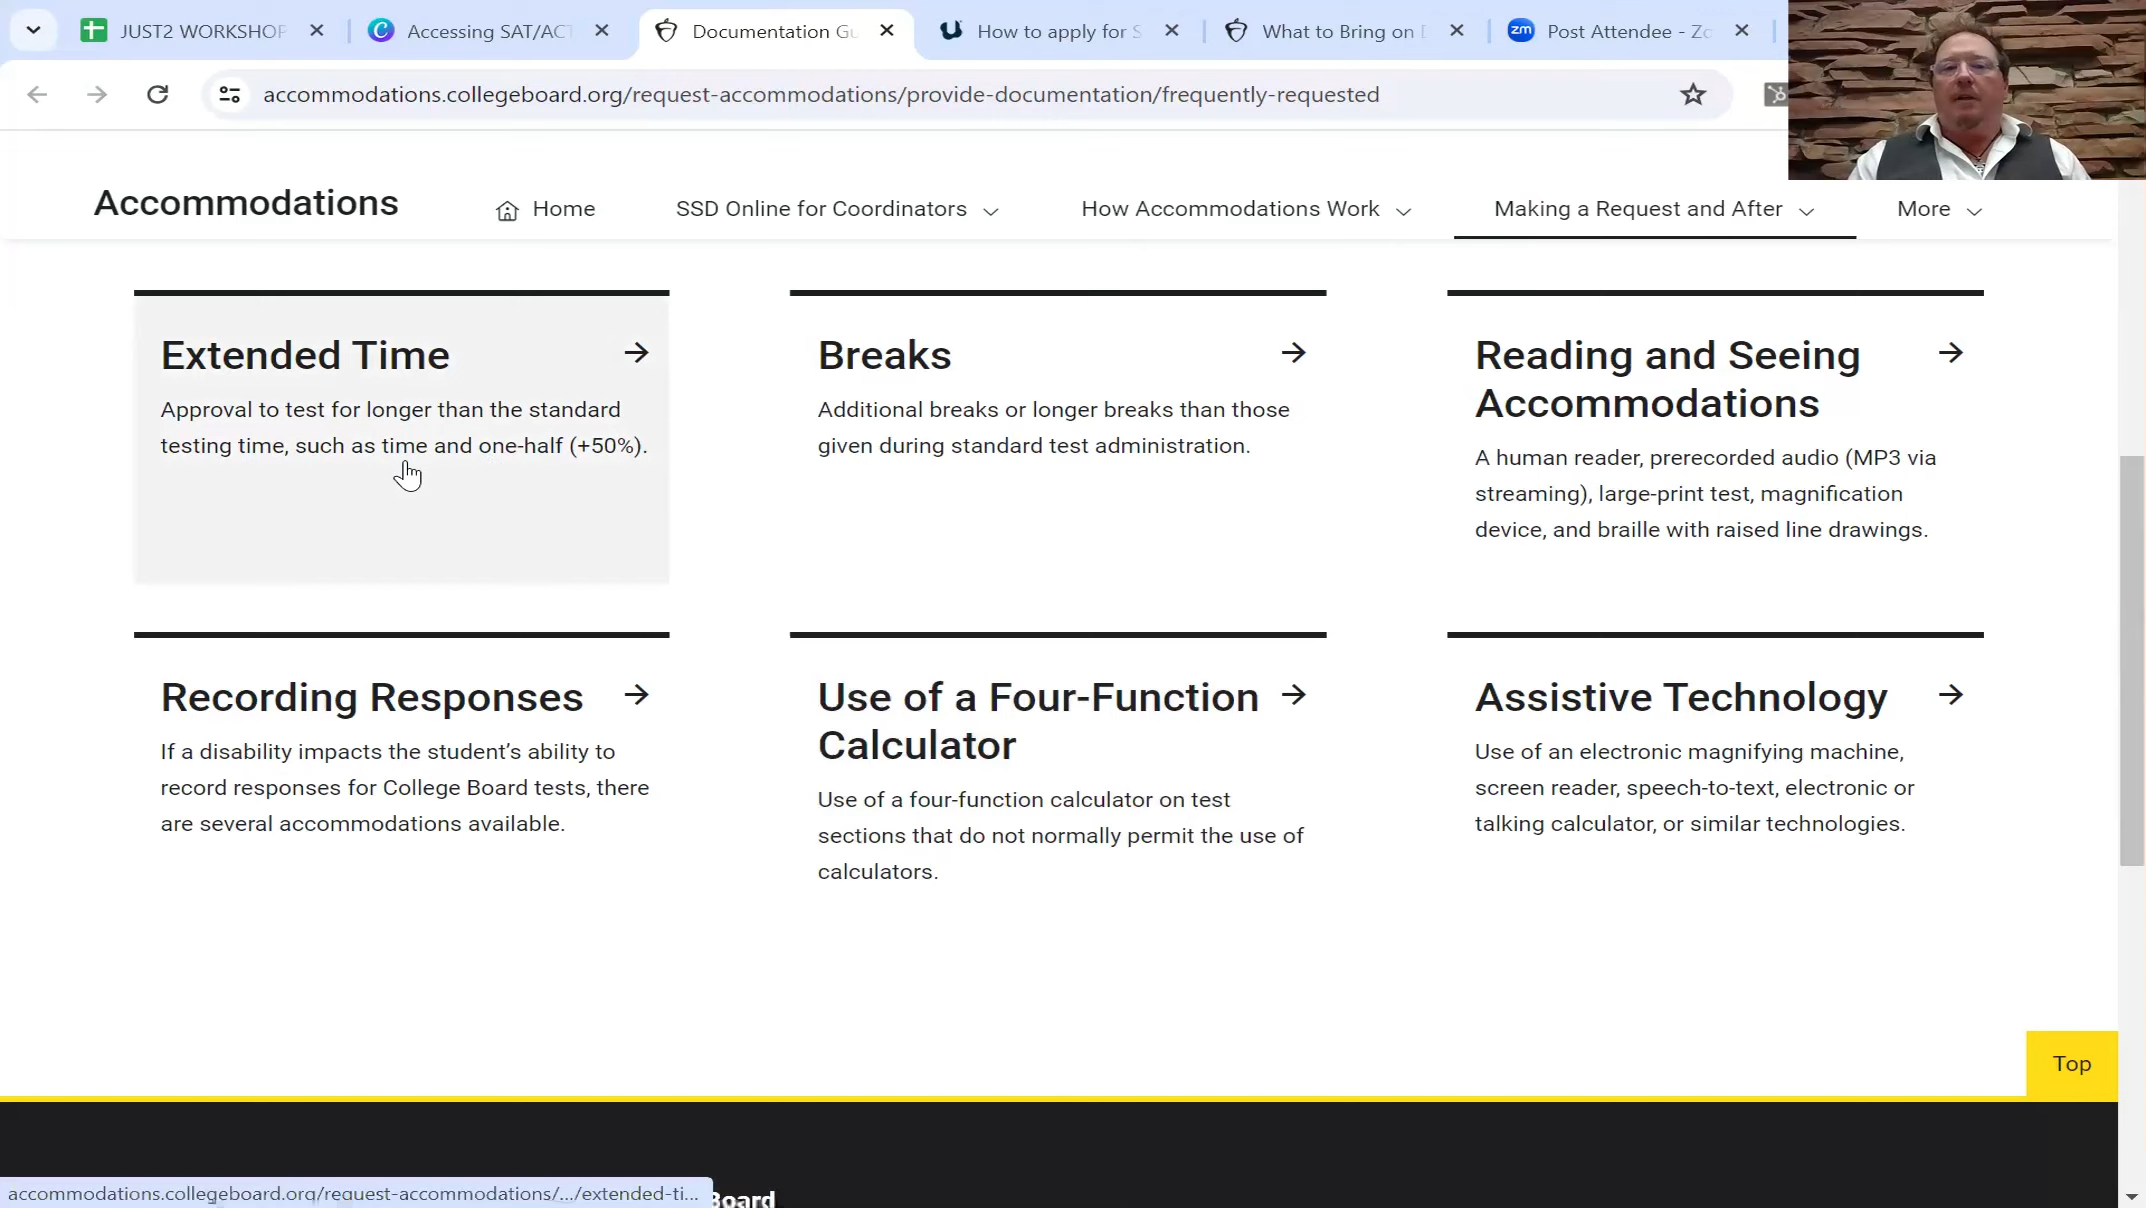 JUST2 WORKSHOP
Accessing SAT/ACT
Documentation Gu
How to apply for S
What to Bring on D
zm
Post Attendee - Zo
accommodations.collegeboard.org/request-accommodations/provide-documentation/frequently-requested
Accommodations
Home
SSD Online for Coordinators
How Accommodations Work
Making a Request and After
More
Extended Time
Approval to test for longer than the standard
testing time, such as time and one-half (+50%).
Breaks
Additional breaks or longer breaks than those
given during standard test administration.
Reading and Seeing
Accommodations
A human reader, prerecorded audio (MP3 via
streaming), large-print test, magnification
device, and braille with raised line drawings.
Recording Responses
If a disability impacts the student’s ability to
record responses for College Board tests, there
are several accommodations available.
Use of a Four-Function
Calculator
Use of a four-function calculator on test
sections that do not normally permit the use of
calculators.
Assistive Technology
Use of an electronic magnifying machine,
screen reader, speech-to-text, electronic or
talking calculator, or similar technologies.
Top
accommodations.collegeboard.org/request-accommodations/.../extended-ti...
Board